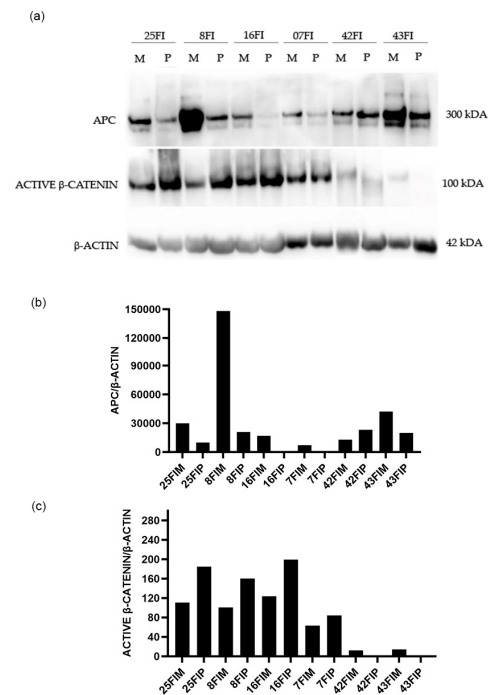 (a)
25FI 8FI 16FI 07FI 42FI 43FI
M P M P M P M P M P M P
APC 300 kDA
ACTIVE β-CATENIN 100 kDA
β-ACTIN 42 kDA
(b)
APC/β-ACTIN
150000
120000
90000
60000
30000
0
25FIM 25FIP 8FIM 8FIP 16FIM 16FIP 7FIM 7FIP 42FIM 42FIP 43FIM 43FIP
(c)
ACTIVE β-CATENIN/β-ACTIN
280
240
200
160
120
80
40
0
25FIM 25FIP 8FIM 8FIP 16FIM 16FIP 7FIM 7FIP 42FIM 42FIP 43FIM 43FIP